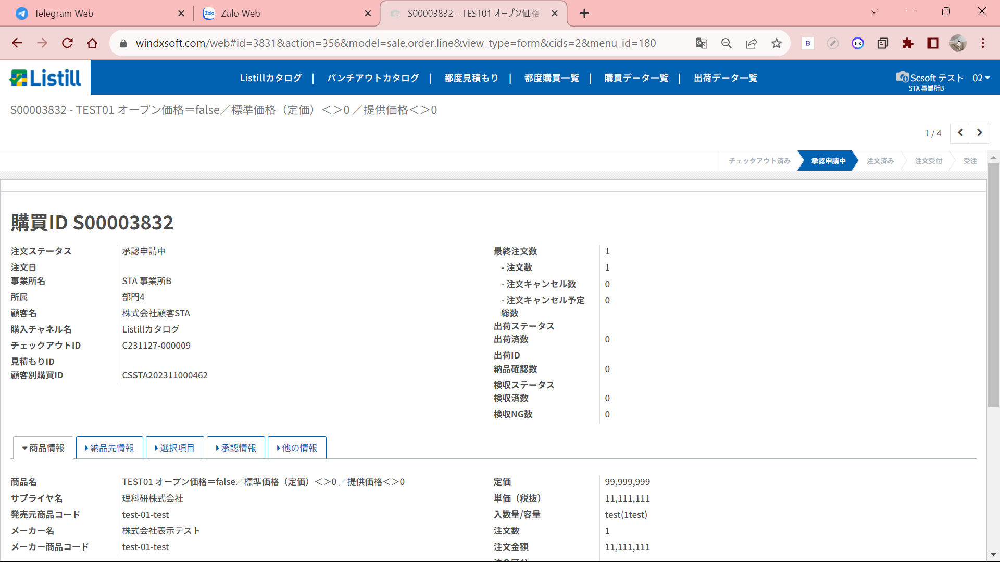 Telegram Web
Zalo Web
S00003832 - TEST01 オープン価格
windxsoft.com/web#id=3831&action=356&model=sale.order.line&view_type=form&cids=2&menu_id=180
Listill
Listillカタログ | パンチアウトカタログ | 都度見積もり | 都度購買一覧 | 購買データ一覧 | 出荷データ一覧
Scsoft テスト 02
STA 事業所B
S00003832 - TEST01 オープン価格＝false／標準価格（定価）＜＞0 ／提供価格＜＞0
1 / 4
チェックアウト済み 承認申請中 注文済み 注文受付 受注
購買ID S00003832
注文ステータス 承認申請中
注文日
事業所名 STA 事業所B
所属 部門4
顧客名 株式会社顧客STA
購入チャネル名 Listillカタログ
チェックアウトID C231127-000009
見積もりID
顧客別購買ID CSSTA202311000462
最終注文数 1
- 注文数 1
- 注文キャンセル数 0
- 注文キャンセル予定 0
総数
出荷ステータス
出荷済数 0
出荷ID
納品確認数 0
検収ステータス
検収済数 0
検収NG数 0
商品情報 納品先情報 選択項目 承認情報 他の情報
商品名 TEST01 オープン価格＝false／標準価格（定価）＜＞0 ／提供価格＜＞0
サプライヤ名 理科研株式会社
発売元商品コード test-01-test
メーカー名 株式会社表示テスト
メーカー商品コード test-01-test
定価 99,999,999
単価（税抜） 11,111,111
入数量/容量 test(1test)
注文数 1
注文金額 11,111,111